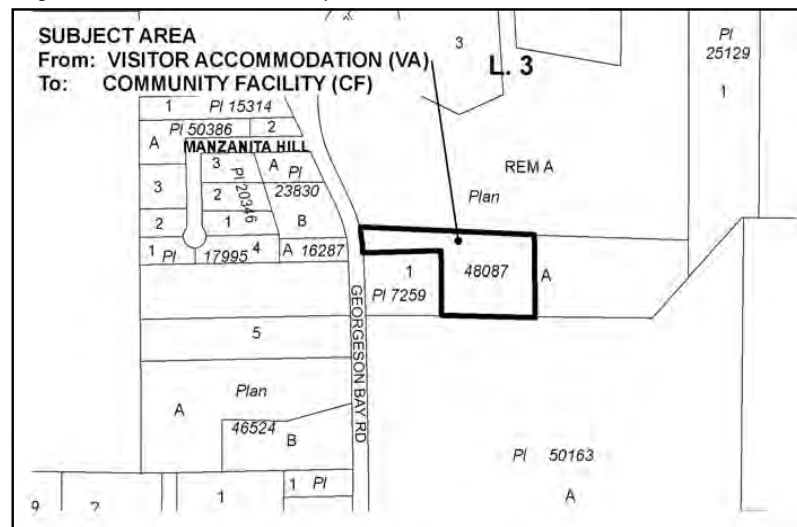 SUBJECT AREA
From: VISITOR ACCOMMODATION (VA)
To: COMMUNITY FACILITY (CF)
3
L. 3
Pl
25129
1
1 Pl 15314
Pl 50386 2
A
MANZANITA HILL
3 A Pl
3 2 Pl 20346 23830
2 1 B
1 Pl 17995 4 A 16287
REM A
Plan
1
48087
A
Pl 7259
GEORGESON BAY RD
5
Plan
A
46524
B
Pl 50163
A
1
1 Pl